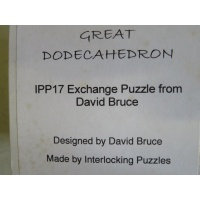 GREAT
DODECAHEDRON
IPP17 Exchange Puzzle from
David Bruce
Designed by David Bruce
Made by Interlocking Puzzles